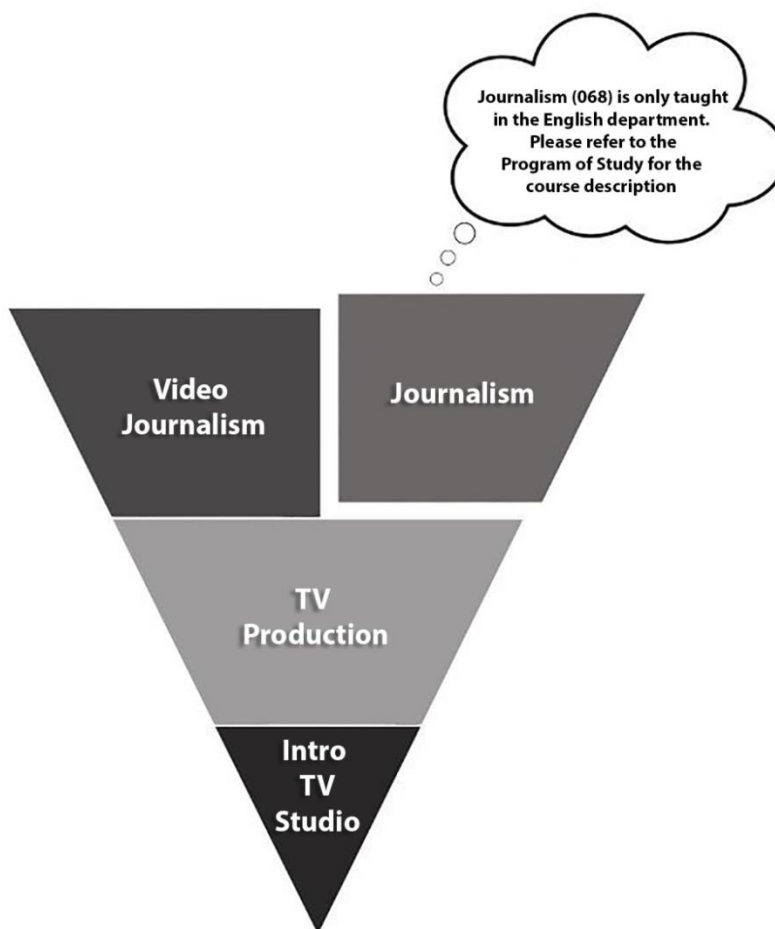 Journalism (068) is only taught
in the English department.
Please refer to the
Program of Study for the
course description
Video
Journalism
Journalism
TV
Production
Intro
TV
Studio